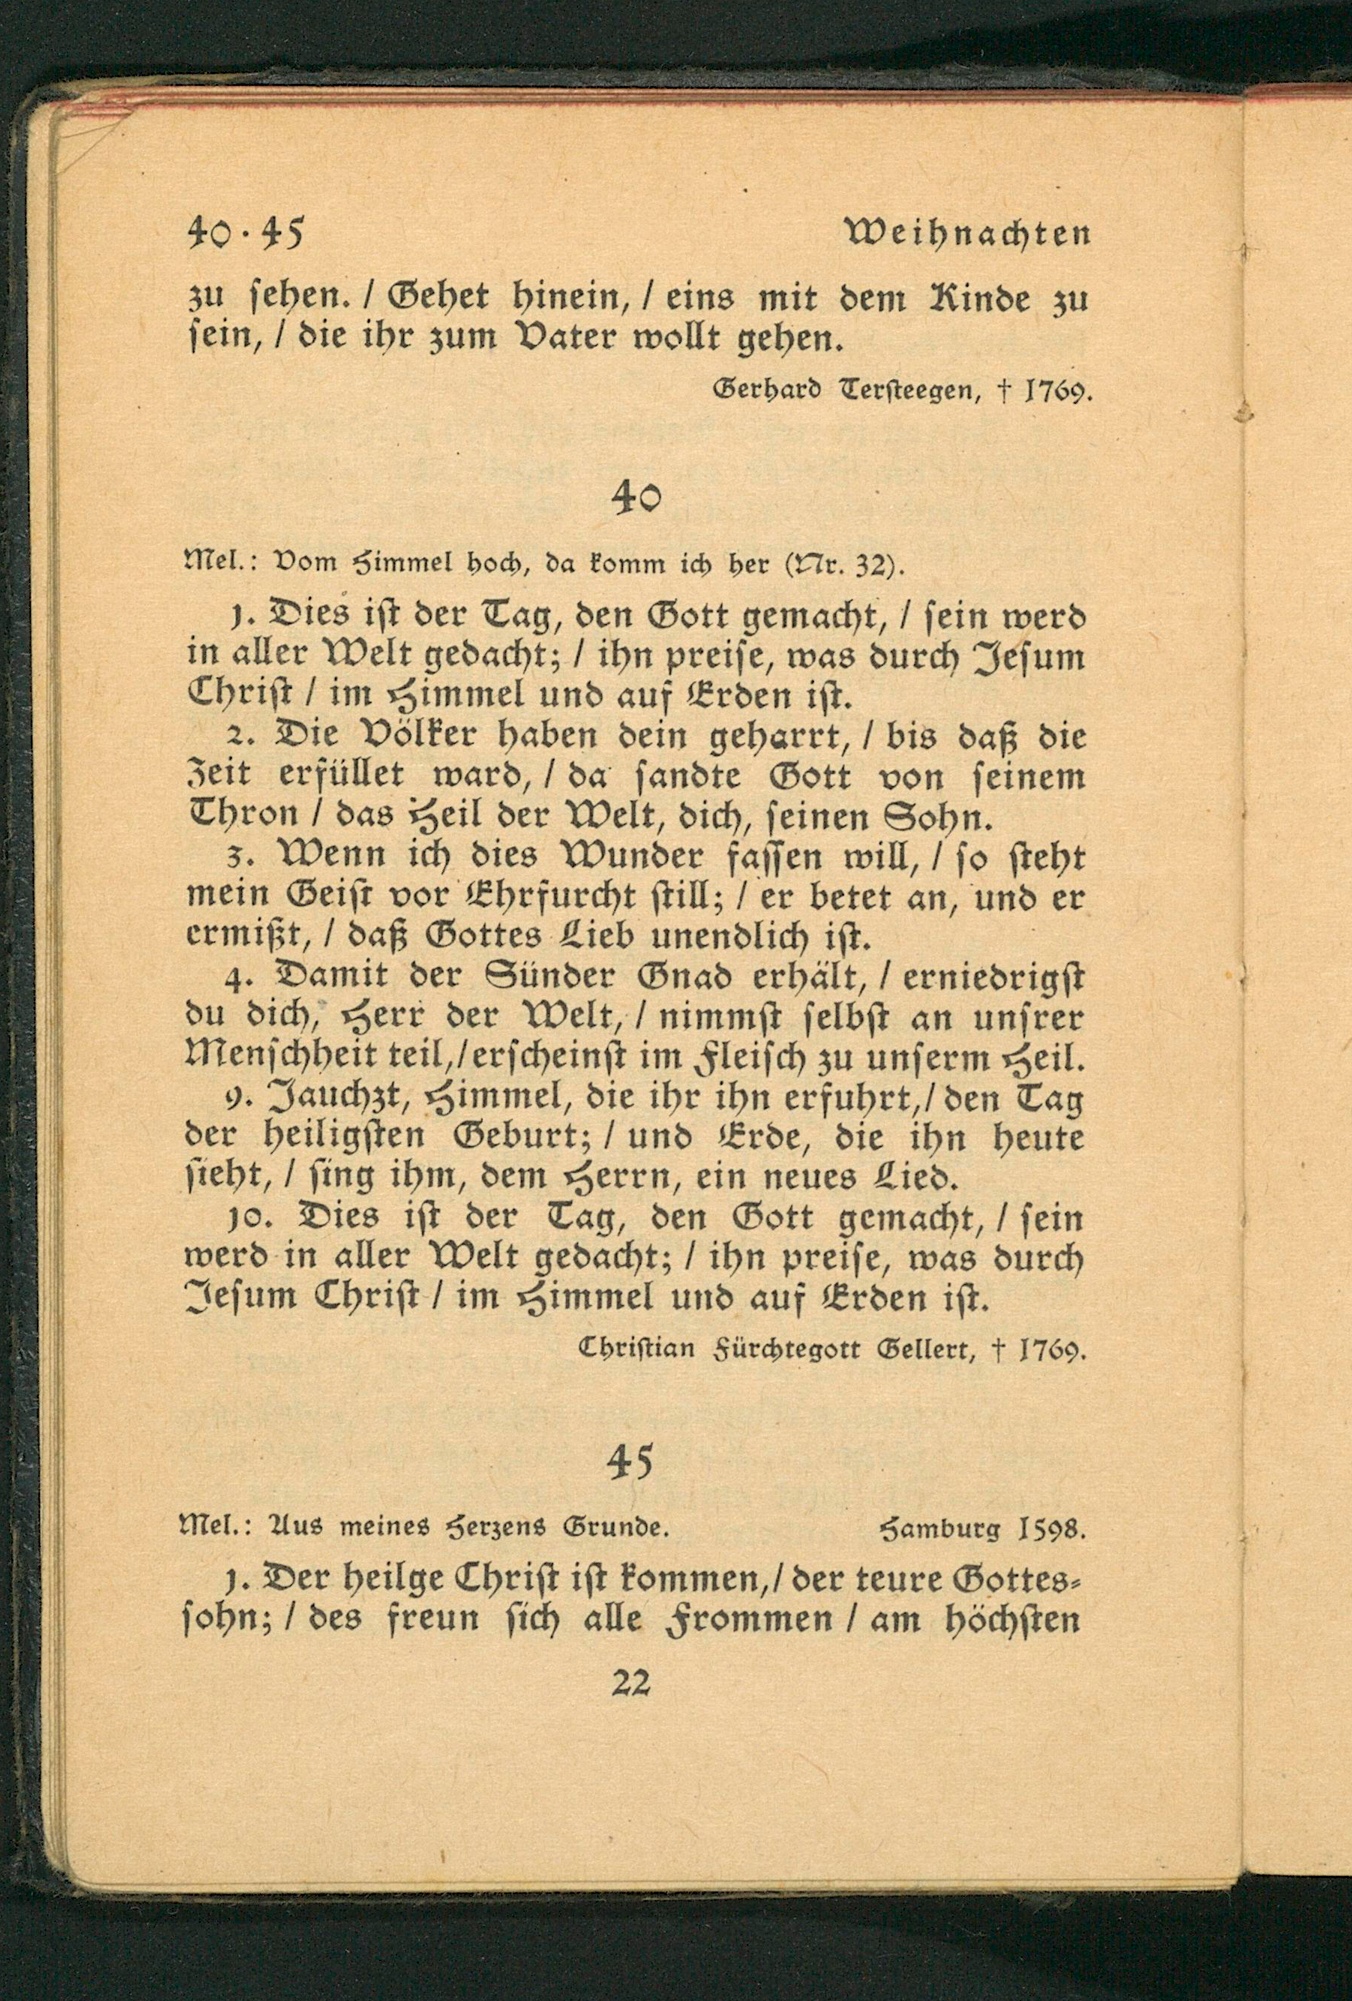 40 · 45 Weihnachten
zu sehen. / Gehet hinein, / eins mit dem Kinde zu
sein, / die ihr zum Vater wollt gehen.
Gerhard Tersteegen, † 1769.
40
Mel.: Vom Himmel hoch, da komm ich her (Nr. 32).
1. Dies ist der Tag, den Gott gemacht, / sein werd
in aller Welt gedacht; / ihn preise, was durch Jesum
Christ / im Himmel und auf Erden ist.
2. Die Völker haben dein geharrt, / bis daß die
Zeit erfüllet ward, / da sandte Gott von seinem
Thron / das Heil der Welt, dich, seinen Sohn.
3. Wenn ich dies Wunder fassen will, / so steht
mein Geist vor Ehrfurcht still; / er betet an, und er
ermißt, / daß Gottes Lieb unendlich ist.
4. Damit der Sünder Gnad erhält, / erniedrigst
du dich, Herr der Welt, / nimmst selbst an unsrer
Menschheit teil, / erscheinst im Fleisch zu unserm Heil.
9. Jauchzt, Himmel, die ihr ihn erfuhrt, / den Tag
der heiligsten Geburt; / und Erde, die ihn heute
sieht, / sing ihm, dem Herrn, ein neues Lied.
10. Dies ist der Tag, den Gott gemacht, / sein
werd in aller Welt gedacht; / ihn preise, was durch
Jesum Christ / im Himmel und auf Erden ist.
Christian Fürchtegott Gellert, † 1769.
45
Mel.: Aus meines Herzens Grunde. Hamburg 1598.
1. Der heilge Christ ist kommen, / der teure Gottes-
sohn; / des freun sich alle Frommen / am höchsten
22